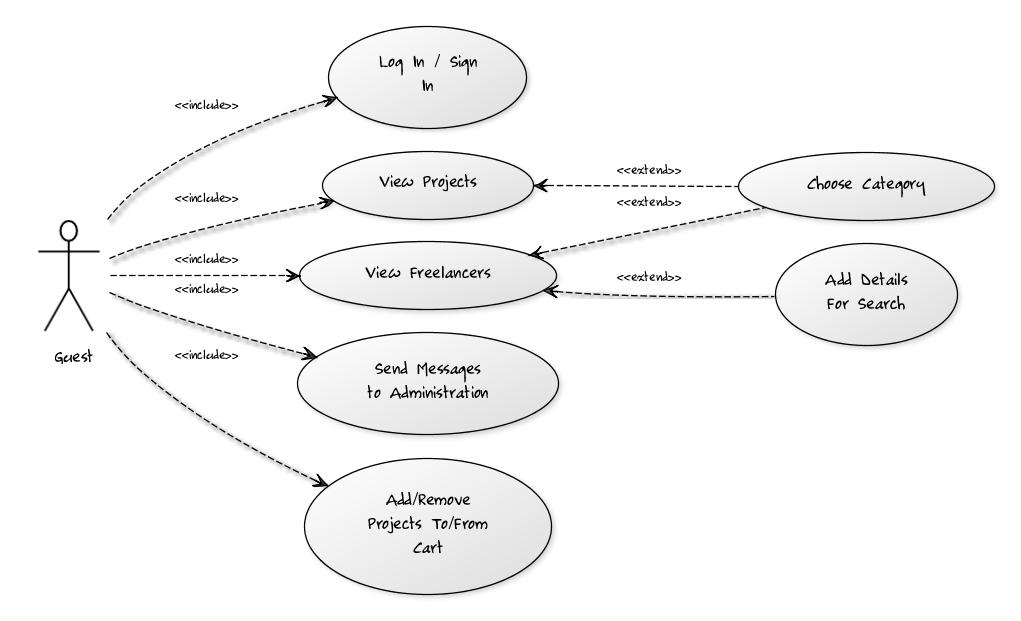 Log In / Sign
In
<<include>>
View Projects
<<extend>>
Choose Category
<<include>>
<<extend>>
<<include>>
View Freelancers
<<extend>>
Add Details
For Search
<<include>>
Guest
<<include>>
Send Messages
to Administration
Add/Remove
Projects To/From
Cart